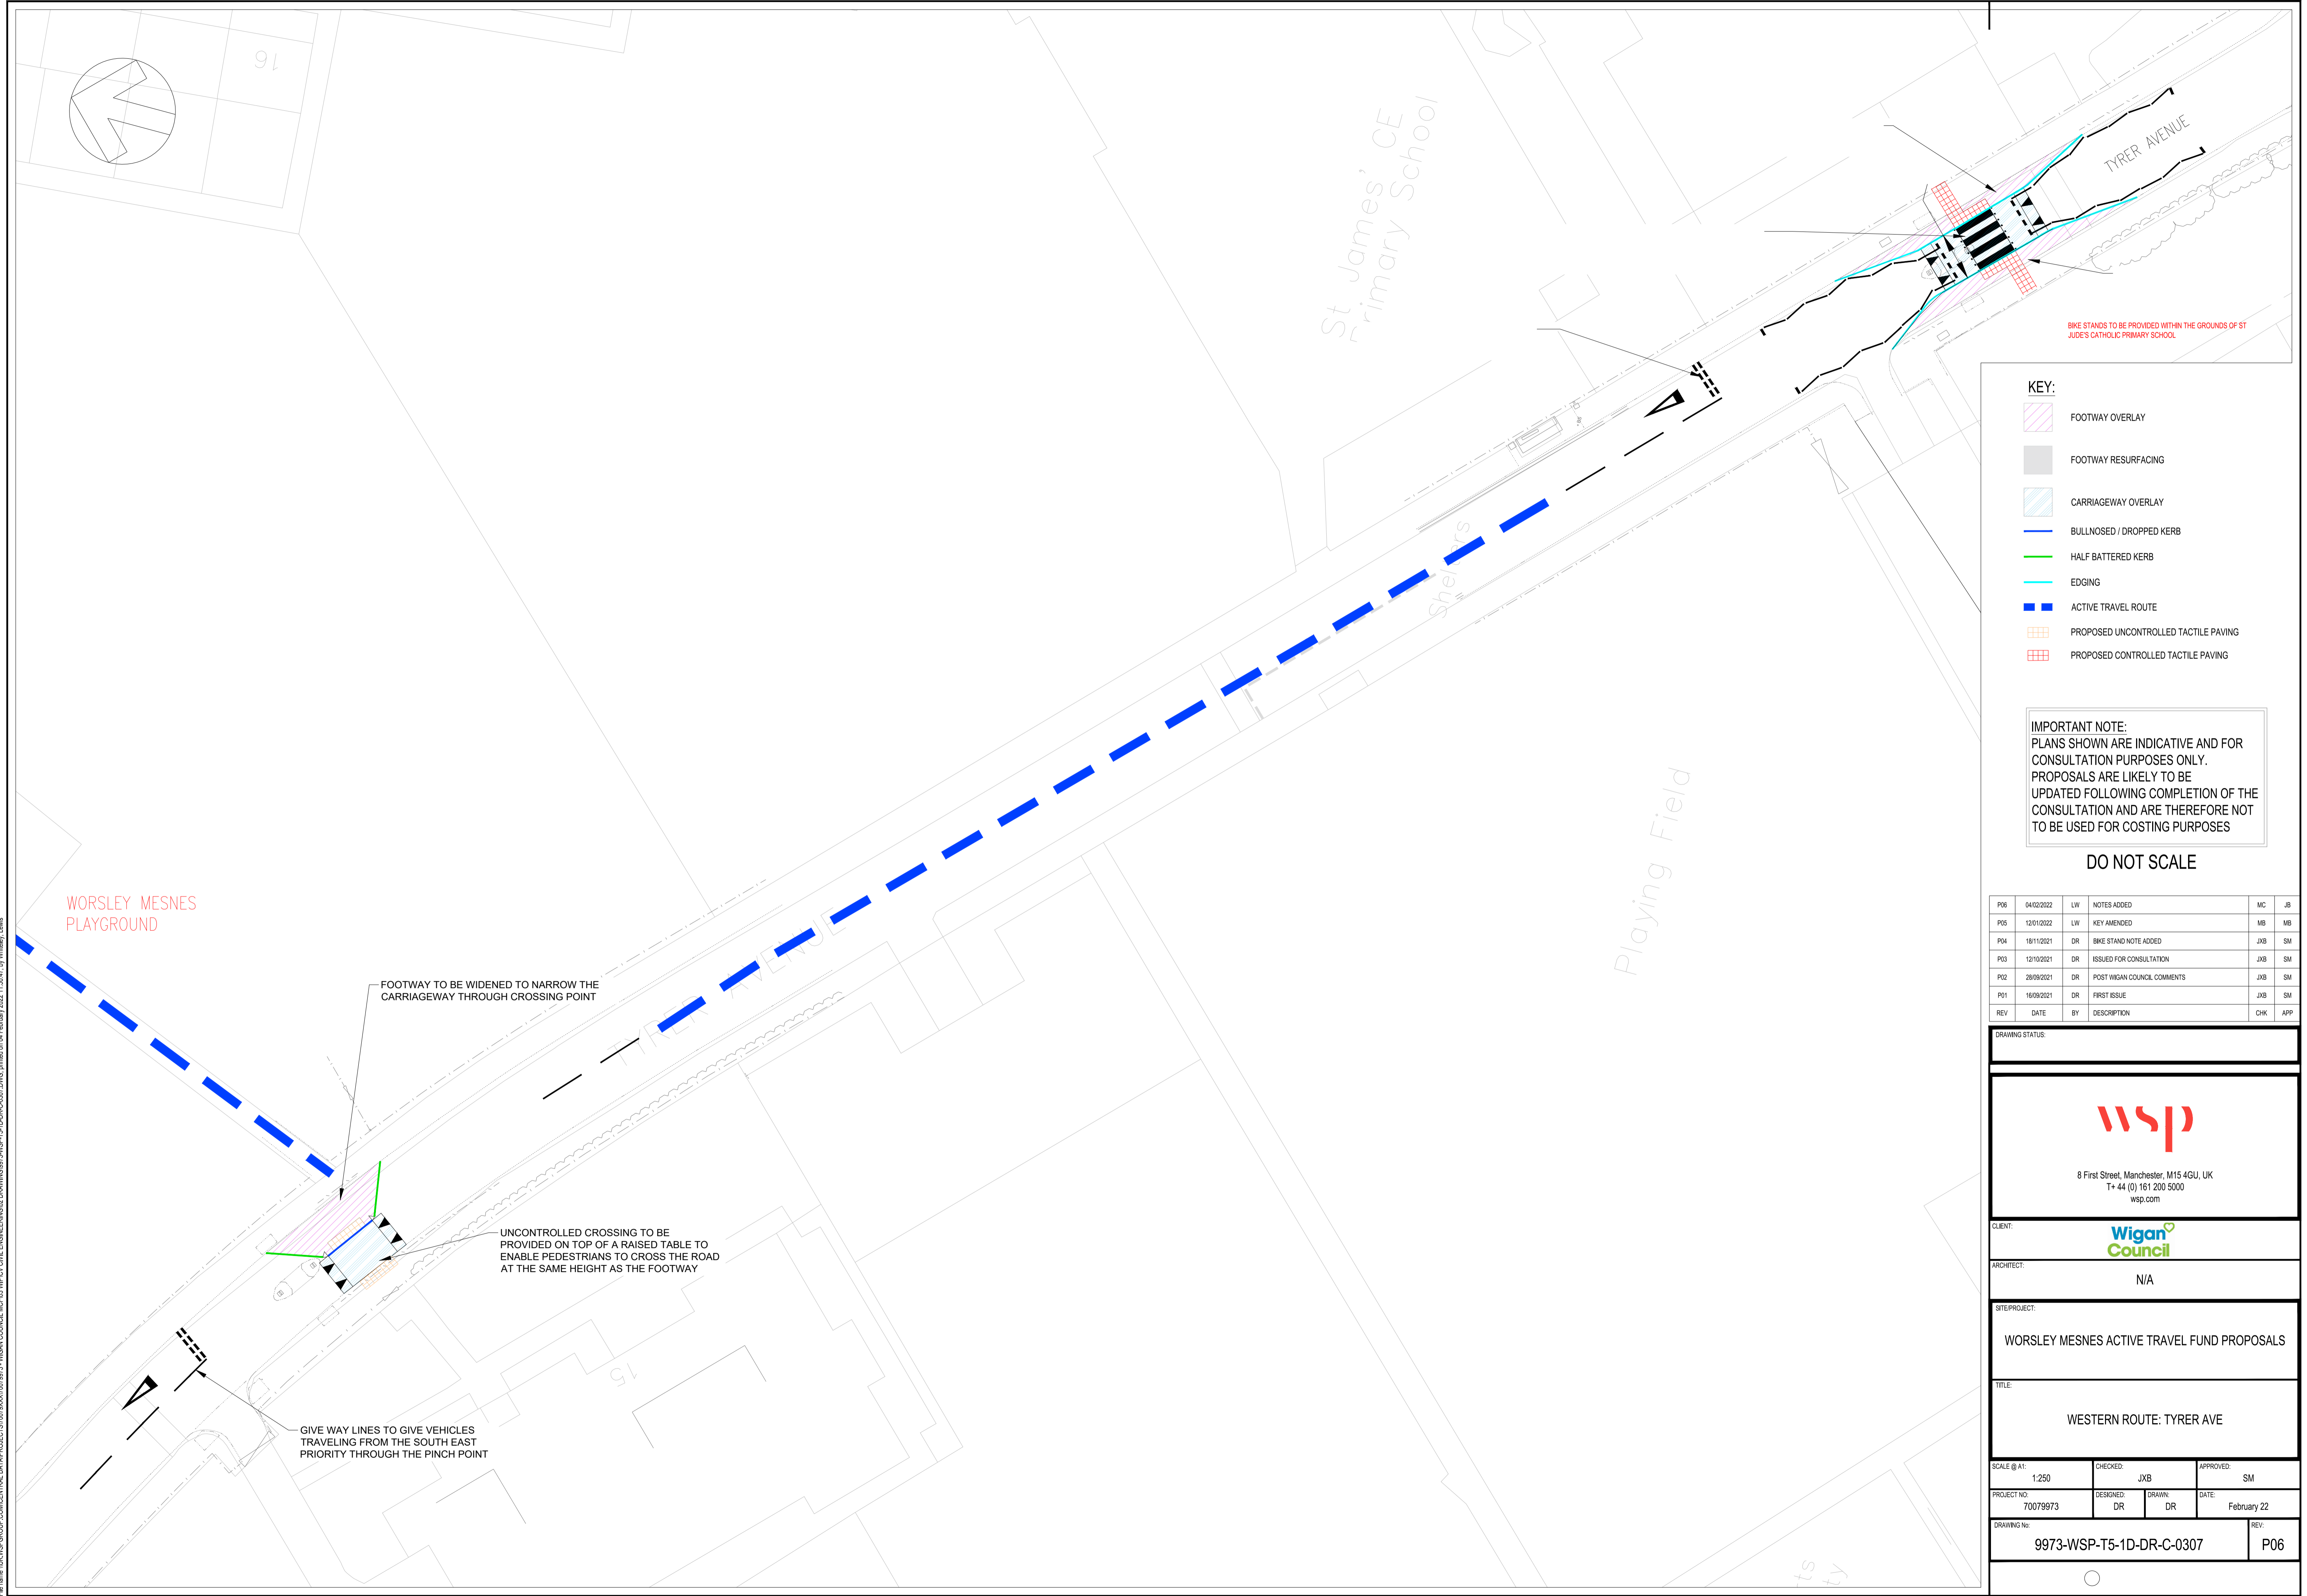 16
St James' CE
Primary School
TYRER AVENUE
BIKE STANDS TO BE PROVIDED WITHIN THE GROUNDS OF ST
JUDE'S CATHOLIC PRIMARY SCHOOL
Shelters
Playing Field
TYRER AVENUE
WORSLEY MESNES
PLAYGROUND
FOOTWAY TO BE WIDENED TO NARROW THE
CARRIAGEWAY THROUGH CROSSING POINT
UNCONTROLLED CROSSING TO BE
PROVIDED ON TOP OF A RAISED TABLE TO
ENABLE PEDESTRIANS TO CROSS THE ROAD
AT THE SAME HEIGHT AS THE FOOTWAY
15
GIVE WAY LINES TO GIVE VEHICLES
TRAVELING FROM THE SOUTH EAST
PRIORITY THROUGH THE PINCH POINT
KEY:
FOOTWAY OVERLAY
FOOTWAY RESURFACING
CARRIAGEWAY OVERLAY
BULLNOSED / DROPPED KERB
HALF BATTERED KERB
EDGING
ACTIVE TRAVEL ROUTE
PROPOSED UNCONTROLLED TACTILE PAVING
PROPOSED CONTROLLED TACTILE PAVING
IMPORTANT NOTE:
PLANS SHOWN ARE INDICATIVE AND FOR
CONSULTATION PURPOSES ONLY.
PROPOSALS ARE LIKELY TO BE
UPDATED FOLLOWING COMPLETION OF THE
CONSULTATION AND ARE THEREFORE NOT
TO BE USED FOR COSTING PURPOSES
DO NOT SCALE
P06 04/02/2022 LW NOTES ADDED MC JB
P05 12/01/2022 LW KEY AMENDED MB MB
P04 18/11/2021 DR BIKE STAND NOTE ADDED JXB SM
P03 12/10/2021 DR ISSUED FOR CONSULTATION JXB SM
P02 28/09/2021 DR POST WIGAN COUNCIL COMMENTS JXB SM
P01 16/09/2021 DR FIRST ISSUE JXB SM
REV DATE BY DESCRIPTION CHK APP
DRAWING STATUS:
wsp
8 First Street, Manchester, M15 4GU, UK
T+ 44 (0) 161 200 5000
wsp.com
CLIENT:
Wigan
Council
ARCHITECT:
N/A
SITE/PROJECT:
WORSLEY MESNES ACTIVE TRAVEL FUND PROPOSALS
TITLE:
WESTERN ROUTE: TYRER AVE
SCALE @ A1: CHECKED: APPROVED:
1:250 JXB SM
PROJECT NO: DESIGNED: DRAWN: DATE:
70079973 DR DR February 22
DRAWING No: REV:
9973-WSP-T5-1D-DR-C-0307 P06